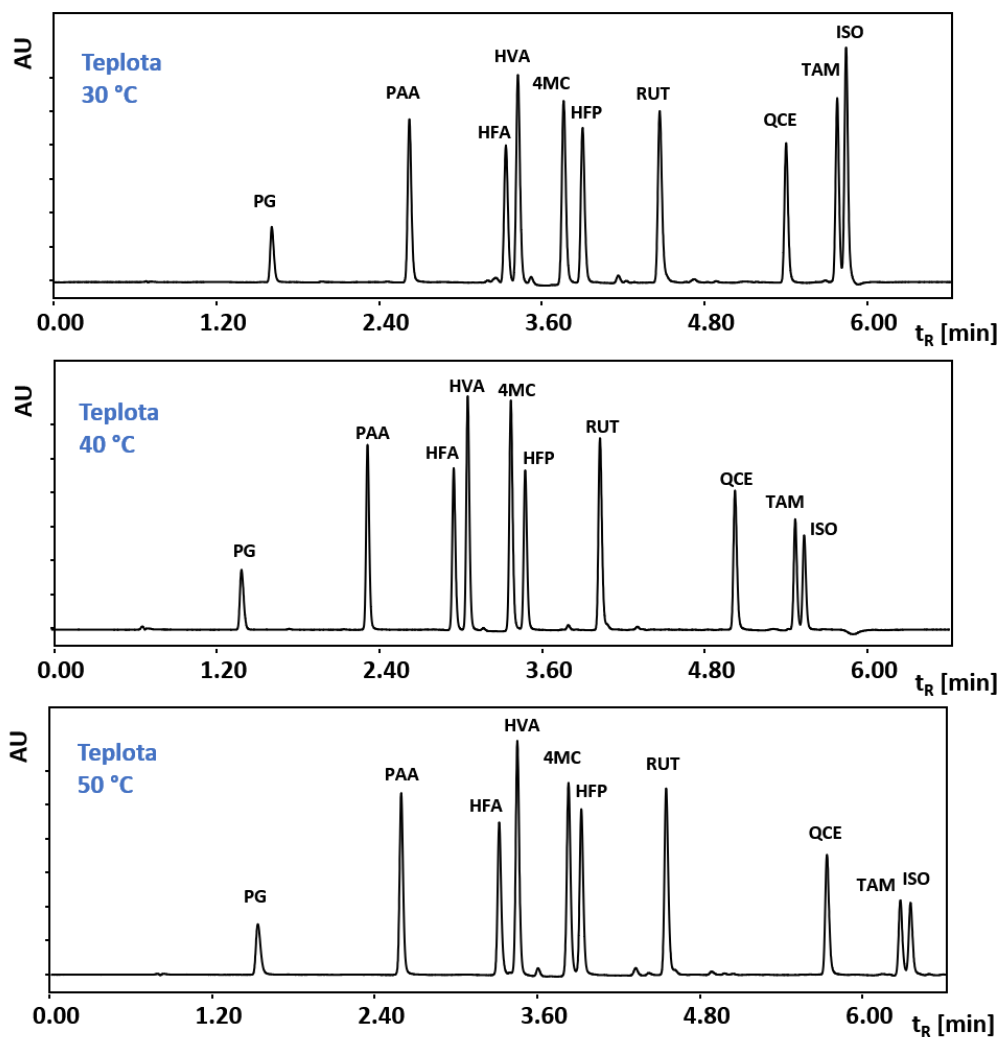 AU
Teplota
30 °C
PG
PAA
HFA
HVA
4MC
HFP
RUT
QCE
TAM
ISO
0.00 1.20 2.40 3.60 4.80 6.00 tR [min]
AU
Teplota
40 °C
PG
PAA
HFA
HVA
4MC
HFP
RUT
QCE
TAM
ISO
0.00 1.20 2.40 3.60 4.80 6.00 tR [min]
AU
Teplota
50 °C
PG
PAA
HFA
HVA
4MC
HFP
RUT
QCE
TAM
ISO
0.00 1.20 2.40 3.60 4.80 6.00 tR [min]